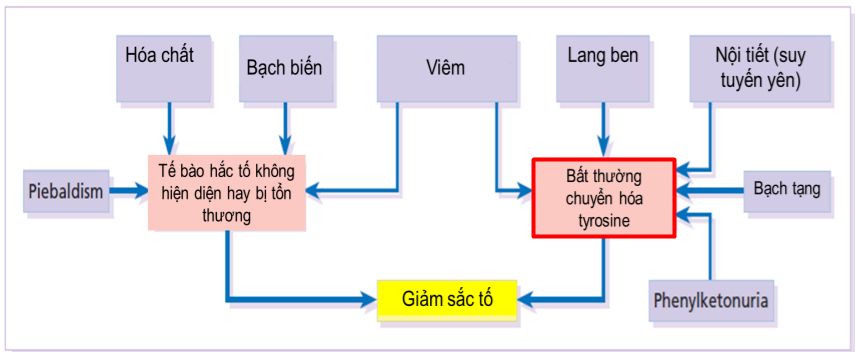 Hóa chất
Bạch biến
Viêm
Lang ben
Nội tiết (suy
tuyến yên)
Piebaldism
Tế bào hắc tố không
hiện diện hay bị tổn
thương
Bất thường
chuyển hóa
tyrosine
Bạch tạng
Giảm sắc tố
Phenylketonuria